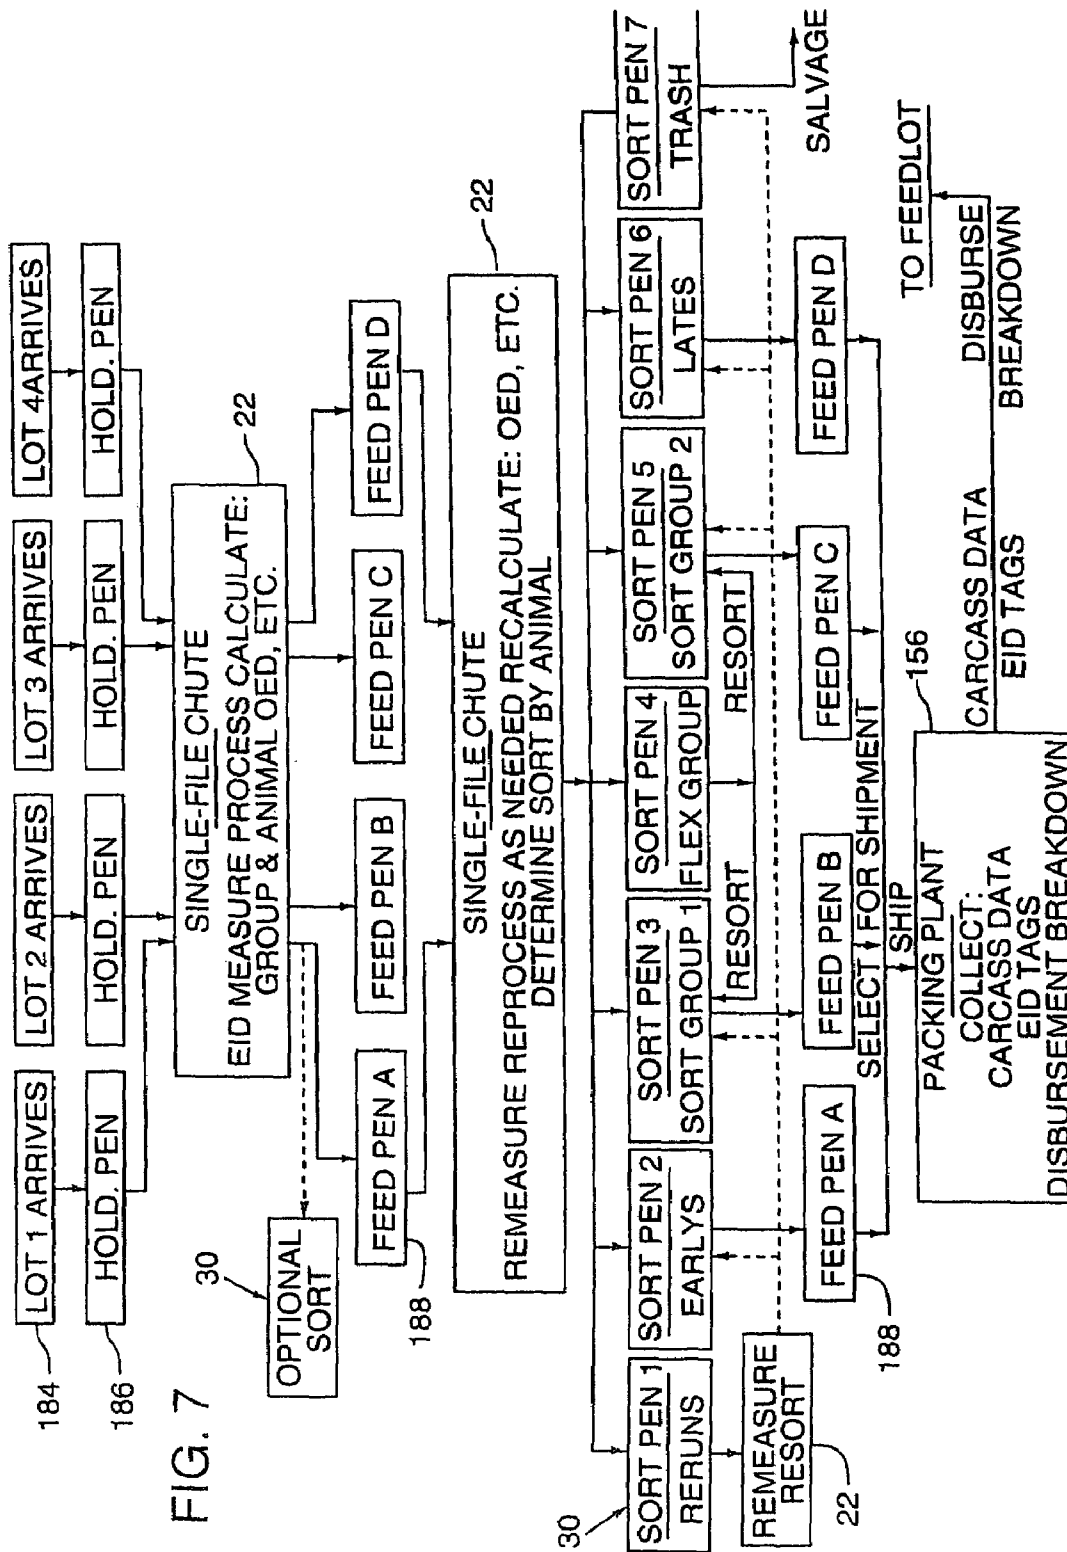 LOT 1 ARRIVES
LOT 2 ARRIVES
LOT 3 ARRIVES
LOT 4 ARRIVES
184
HOLD. PEN
HOLD. PEN
HOLD. PEN
HOLD. PEN
186
FIG. 7
SINGLE-FILE CHUTE
EID MEASURE PROCESS CALCULATE:
GROUP & ANIMAL OED, ETC.
22
30
OPTIONAL
SORT
FEED PEN A
FEED PEN B
FEED PEN C
FEED PEN D
188
SINGLE-FILE CHUTE
REMEASURE REPROCESS AS NEEDED RECALCULATE: OED, ETC.
DETERMINE SORT BY ANIMAL
22
30
SORT PEN 1
RERUNS
SORT PEN 2
EARLYS
SORT PEN 3
SORT GROUP 1
SORT PEN 4
FLEX GROUP
SORT PEN 5
SORT GROUP 2
SORT PEN 6
LATES
SORT PEN 7
TRASH
RESORT
RESORT
REMEASURE
RESORT
22
SALVAGE
FEED PEN A
FEED PEN B
FEED PEN C
FEED PEN D
188
SELECT FOR SHIPMENT
SHIP
PACKING PLANT
COLLECT:
CARCASS DATA
EID TAGS
DISBURSEMENT BREAKDOWN
156
CARCASS DATA
EID TAGS
DISBURSE
BREAKDOWN
TO FEEDLOT